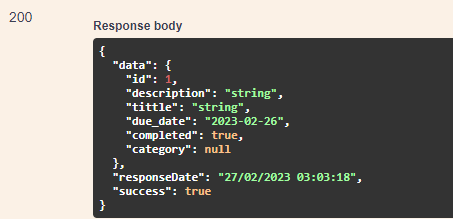 200
Response body
{
  "data": {
    "id": 1,
    "description": "string",
    "tittle": "string",
    "due_date": "2023-02-26",
    "completed": true,
    "category": null
  },
  "responseDate": "27/02/2023 03:03:18",
  "success": true
}